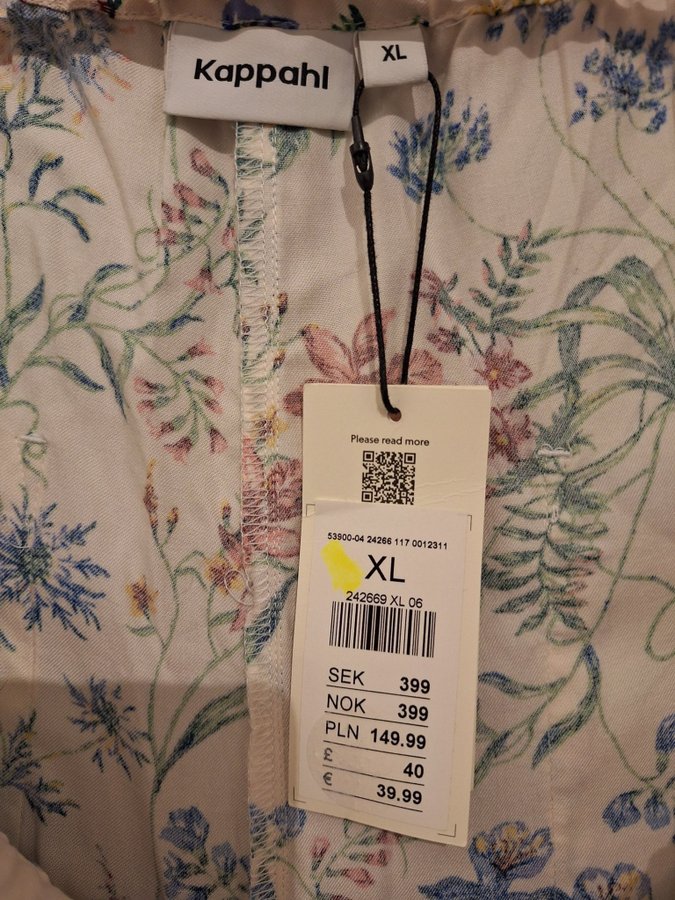 Kappahl
XL
Please read more
53900-04 24266 117 0012311
XL
242669 XL 06
SEK 399
NOK 399
PLN 149.99
£ 40
€ 39.99